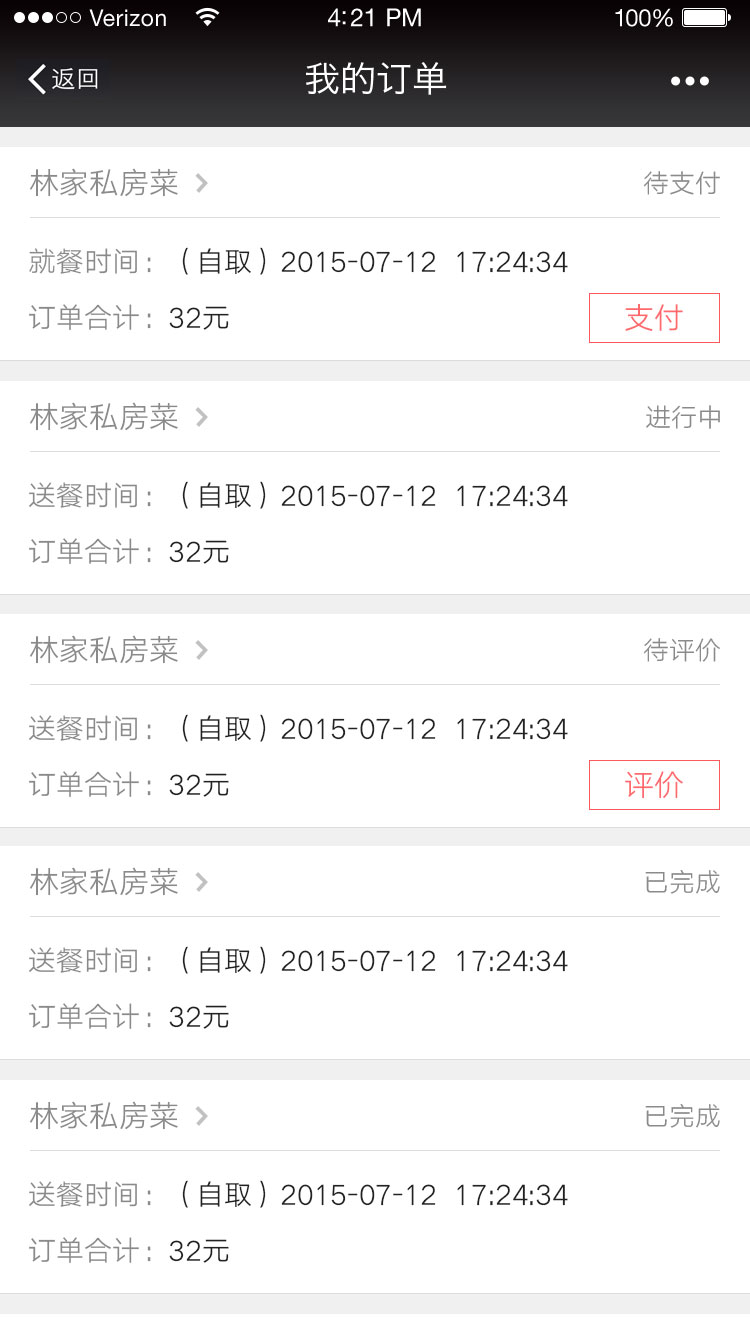 Verizon 4:21 PM 100%
返回 我的订单
林家私房菜 待支付
就餐时间：（自取）2015-07-12 17:24:34
订单合计：32元 支付
林家私房菜 进行中
送餐时间：（自取）2015-07-12 17:24:34
订单合计：32元
林家私房菜 待评价
送餐时间：（自取）2015-07-12 17:24:34
订单合计：32元 评价
林家私房菜 已完成
送餐时间：（自取）2015-07-12 17:24:34
订单合计：32元
林家私房菜 已完成
送餐时间：（自取）2015-07-12 17:24:34
订单合计：32元